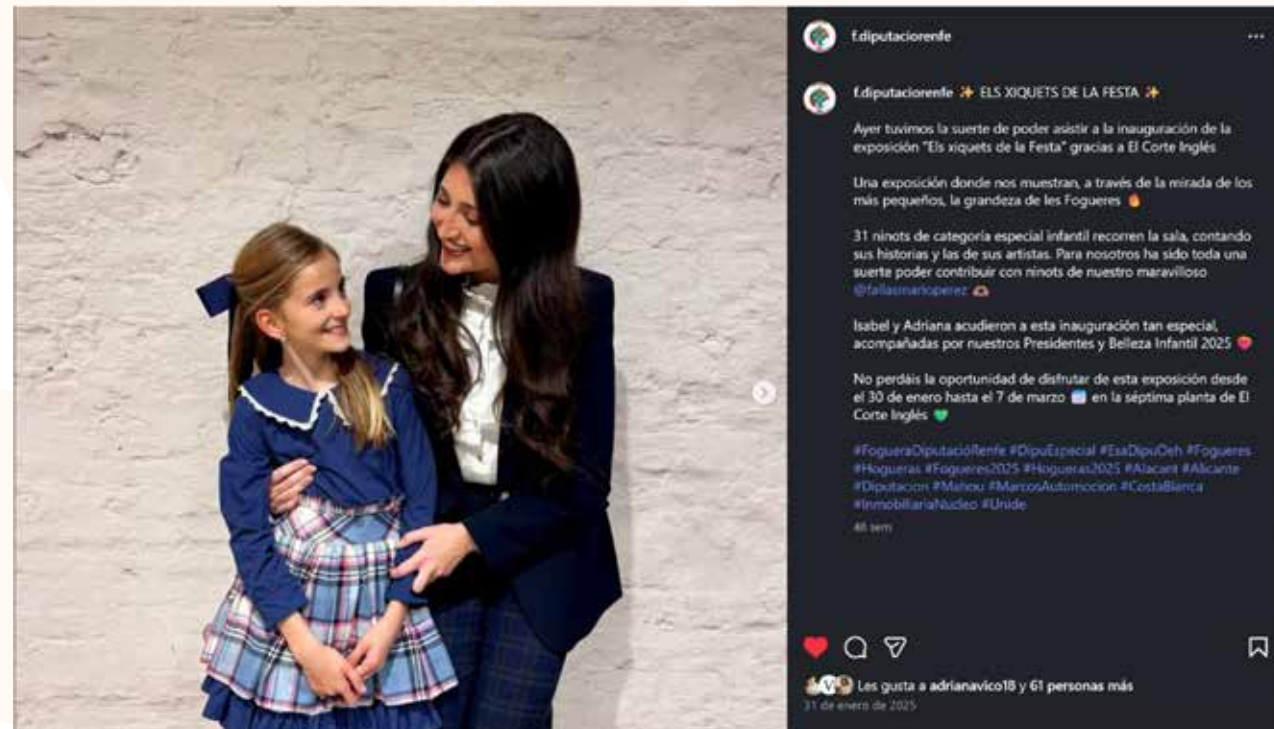 f.diputaciorenfe
f.diputaciorenfe ✨ ELS XIQUETS DE LA FESTA ✨
Ayer tuvimos la suerte de poder asistir a la inauguración de la
exposición "Els xiquets de la Festa" gracias a El Corte Inglés
Una exposición donde nos muestran, a través de la mirada de los
más pequeños, la grandeza de les Fogueres 🔥
31 ninots de categoría especial infantil recorren la sala, contando
sus historias y las de sus artistas. Para nosotros ha sido toda una
suerte poder contribuir con ninots de nuestro maravilloso
@fallasmarioperez 🫶🏽
Isabel y Adriana acudieron a esta inauguración tan especial,
acompañadas por nuestros Presidentes y Belleza Infantil 2025 ❤️
No perdáis la oportunidad de disfrutar de esta exposición desde
el 30 de enero hasta el 7 de marzo 🗓️ en la séptima planta de El
Corte Inglés 💚
#FogueraDiputacióRenfe #DipuEspecial #EsaDipuOeh #Fogueres
#Hogueras #Fogueres2025 #Hogueras2025 #Alacant #Alicante
#Diputacion #Mahou #MarcosAutomocion #CostaBlanca
#InmobiliariaNucleo #Unide
48 sem
Les gusta a adrianavico18 y 61 personas más
31 de enero de 2025